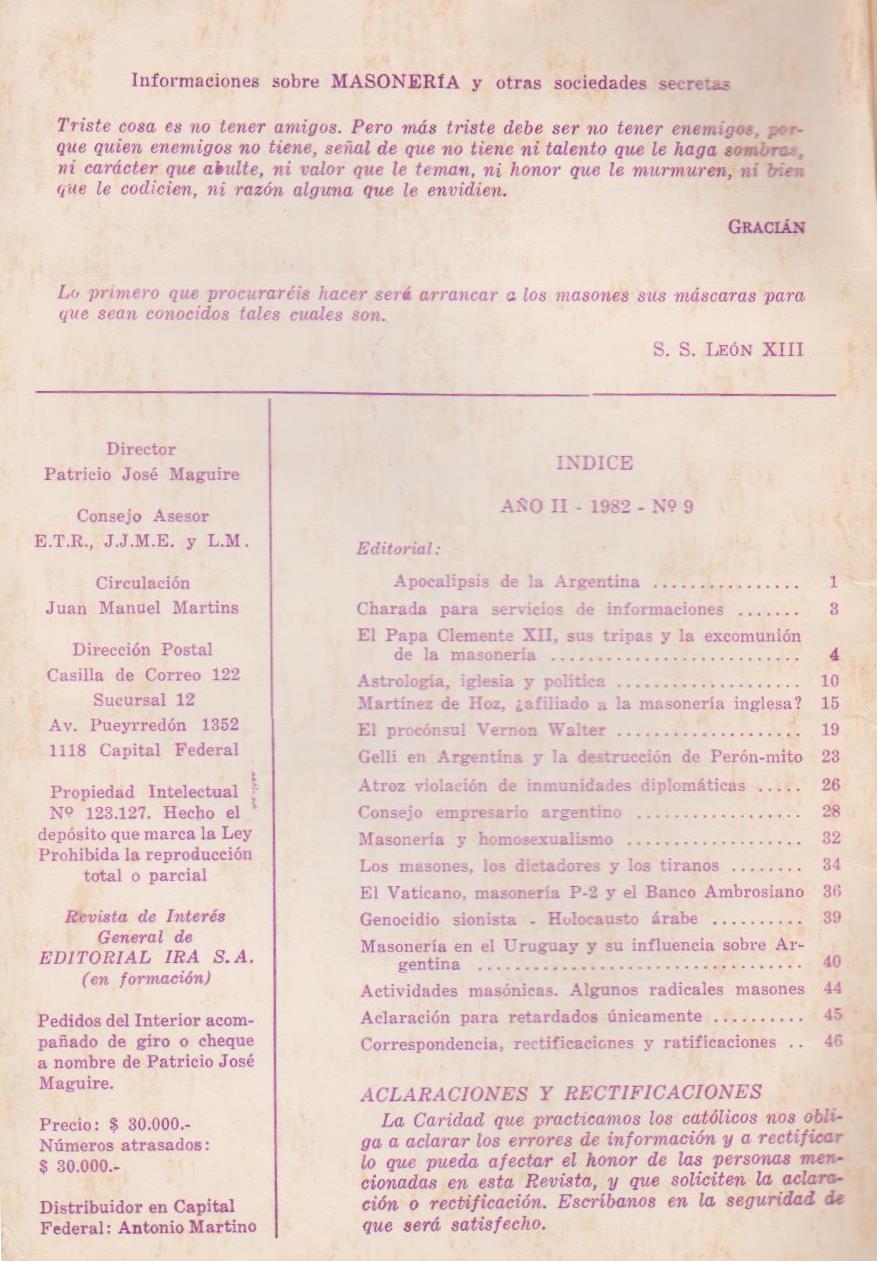 Informaciones sobre MASONERÍA y otras sociedades secretas
Triste cosa es no tener amigos. Pero más triste debe ser no tener enemigos, por-
que quien enemigos no tiene, señal de que no tiene ni talento que le haga sombras,
ni carácter que abulte, ni valor que le teman, ni honor que le murmuren, ni bien
que le codicien, ni razón alguna que le envidien.
GRACIÁN
Lo primero que procuraréis hacer será arrancar a los masones sus máscaras para
que sean conocidos tales cuales son.
S. S. LEÓN XIII
Director
Patricio José Maguire
Consejo Asesor
E.T.R., J.J.M.E. y L.M.
Circulación
Juan Manuel Martins
Dirección Postal
Casilla de Correo 122
Sucursal 12
Av. Pueyrredón 1352
1118 Capital Federal
Propiedad Intelectual
Nº 123.127. Hecho el
depósito que marca la Ley
Prohibida la reproducción
total o parcial
Revista de Interés
General de
EDITORIAL IRA S.A.
(en formación)
Pedidos del Interior acom-
pañado de giro o cheque
a nombre de Patricio José
Maguire.
Precio: $ 30.000.-
Números atrasados:
$ 30.000.-
Distribuidor en Capital
Federal: Antonio Martino
INDICE
AÑO II - 1982 - Nº 9
Editorial:
Apocalipsis de la Argentina ................ 1
Charada para servicios de informaciones ....... 3
El Papa Clemente XII, sus tripas y la excomunión
de la masonería .......................... 4
Astrología, iglesia y política ................... 10
Martínez de Hoz, ¿afiliado a la masonería inglesa? 15
El procónsul Vernon Walter ................... 19
Gelli en Argentina y la destrucción de Perón-mito 23
Atroz violación de inmunidades diplomáticas ..... 26
Consejo empresario argentino ................. 28
Masonería y homosexualismo .................. 32
Los masones, los dictadores y los tiranos ........ 34
El Vaticano, masonería P-2 y el Banco Ambrosiano 36
Genocidio sionista - Holocausto árabe .......... 39
Masonería en el Uruguay y su influencia sobre Ar-
gentina .................................. 40
Actividades masónicas. Algunos radicales masones 44
Aclaración para retardados únicamente .......... 45
Correspondencia, rectificaciones y ratificaciones .. 46
ACLARACIONES Y RECTIFICACIONES
La Caridad que practicamos los católicos nos obli-
ga a aclarar los errores de información y a rectificar
lo que pueda afectar el honor de las personas men-
cionadas en esta Revista, y que soliciten la aclara-
ción o rectificación. Escríbanos en la seguridad de
que será satisfecho.